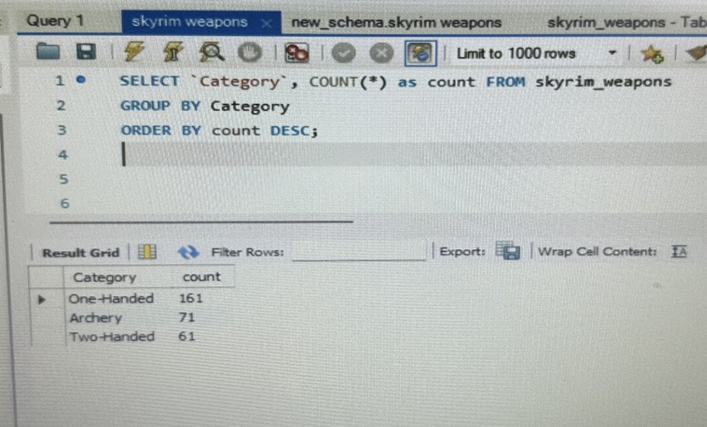 Query 1 skyrim weapons × new_schema.skyrim weapons skyrim_weapons - Tab
Limit to 1000 rows
1 SELECT `Category`, COUNT(*) as count FROM skyrim_weapons
2 GROUP BY Category
3 ORDER BY count DESC;
4
5
6
Result Grid Filter Rows: Export: Wrap Cell Content: IA
Category count
One-Handed 161
Archery 71
Two-Handed 61